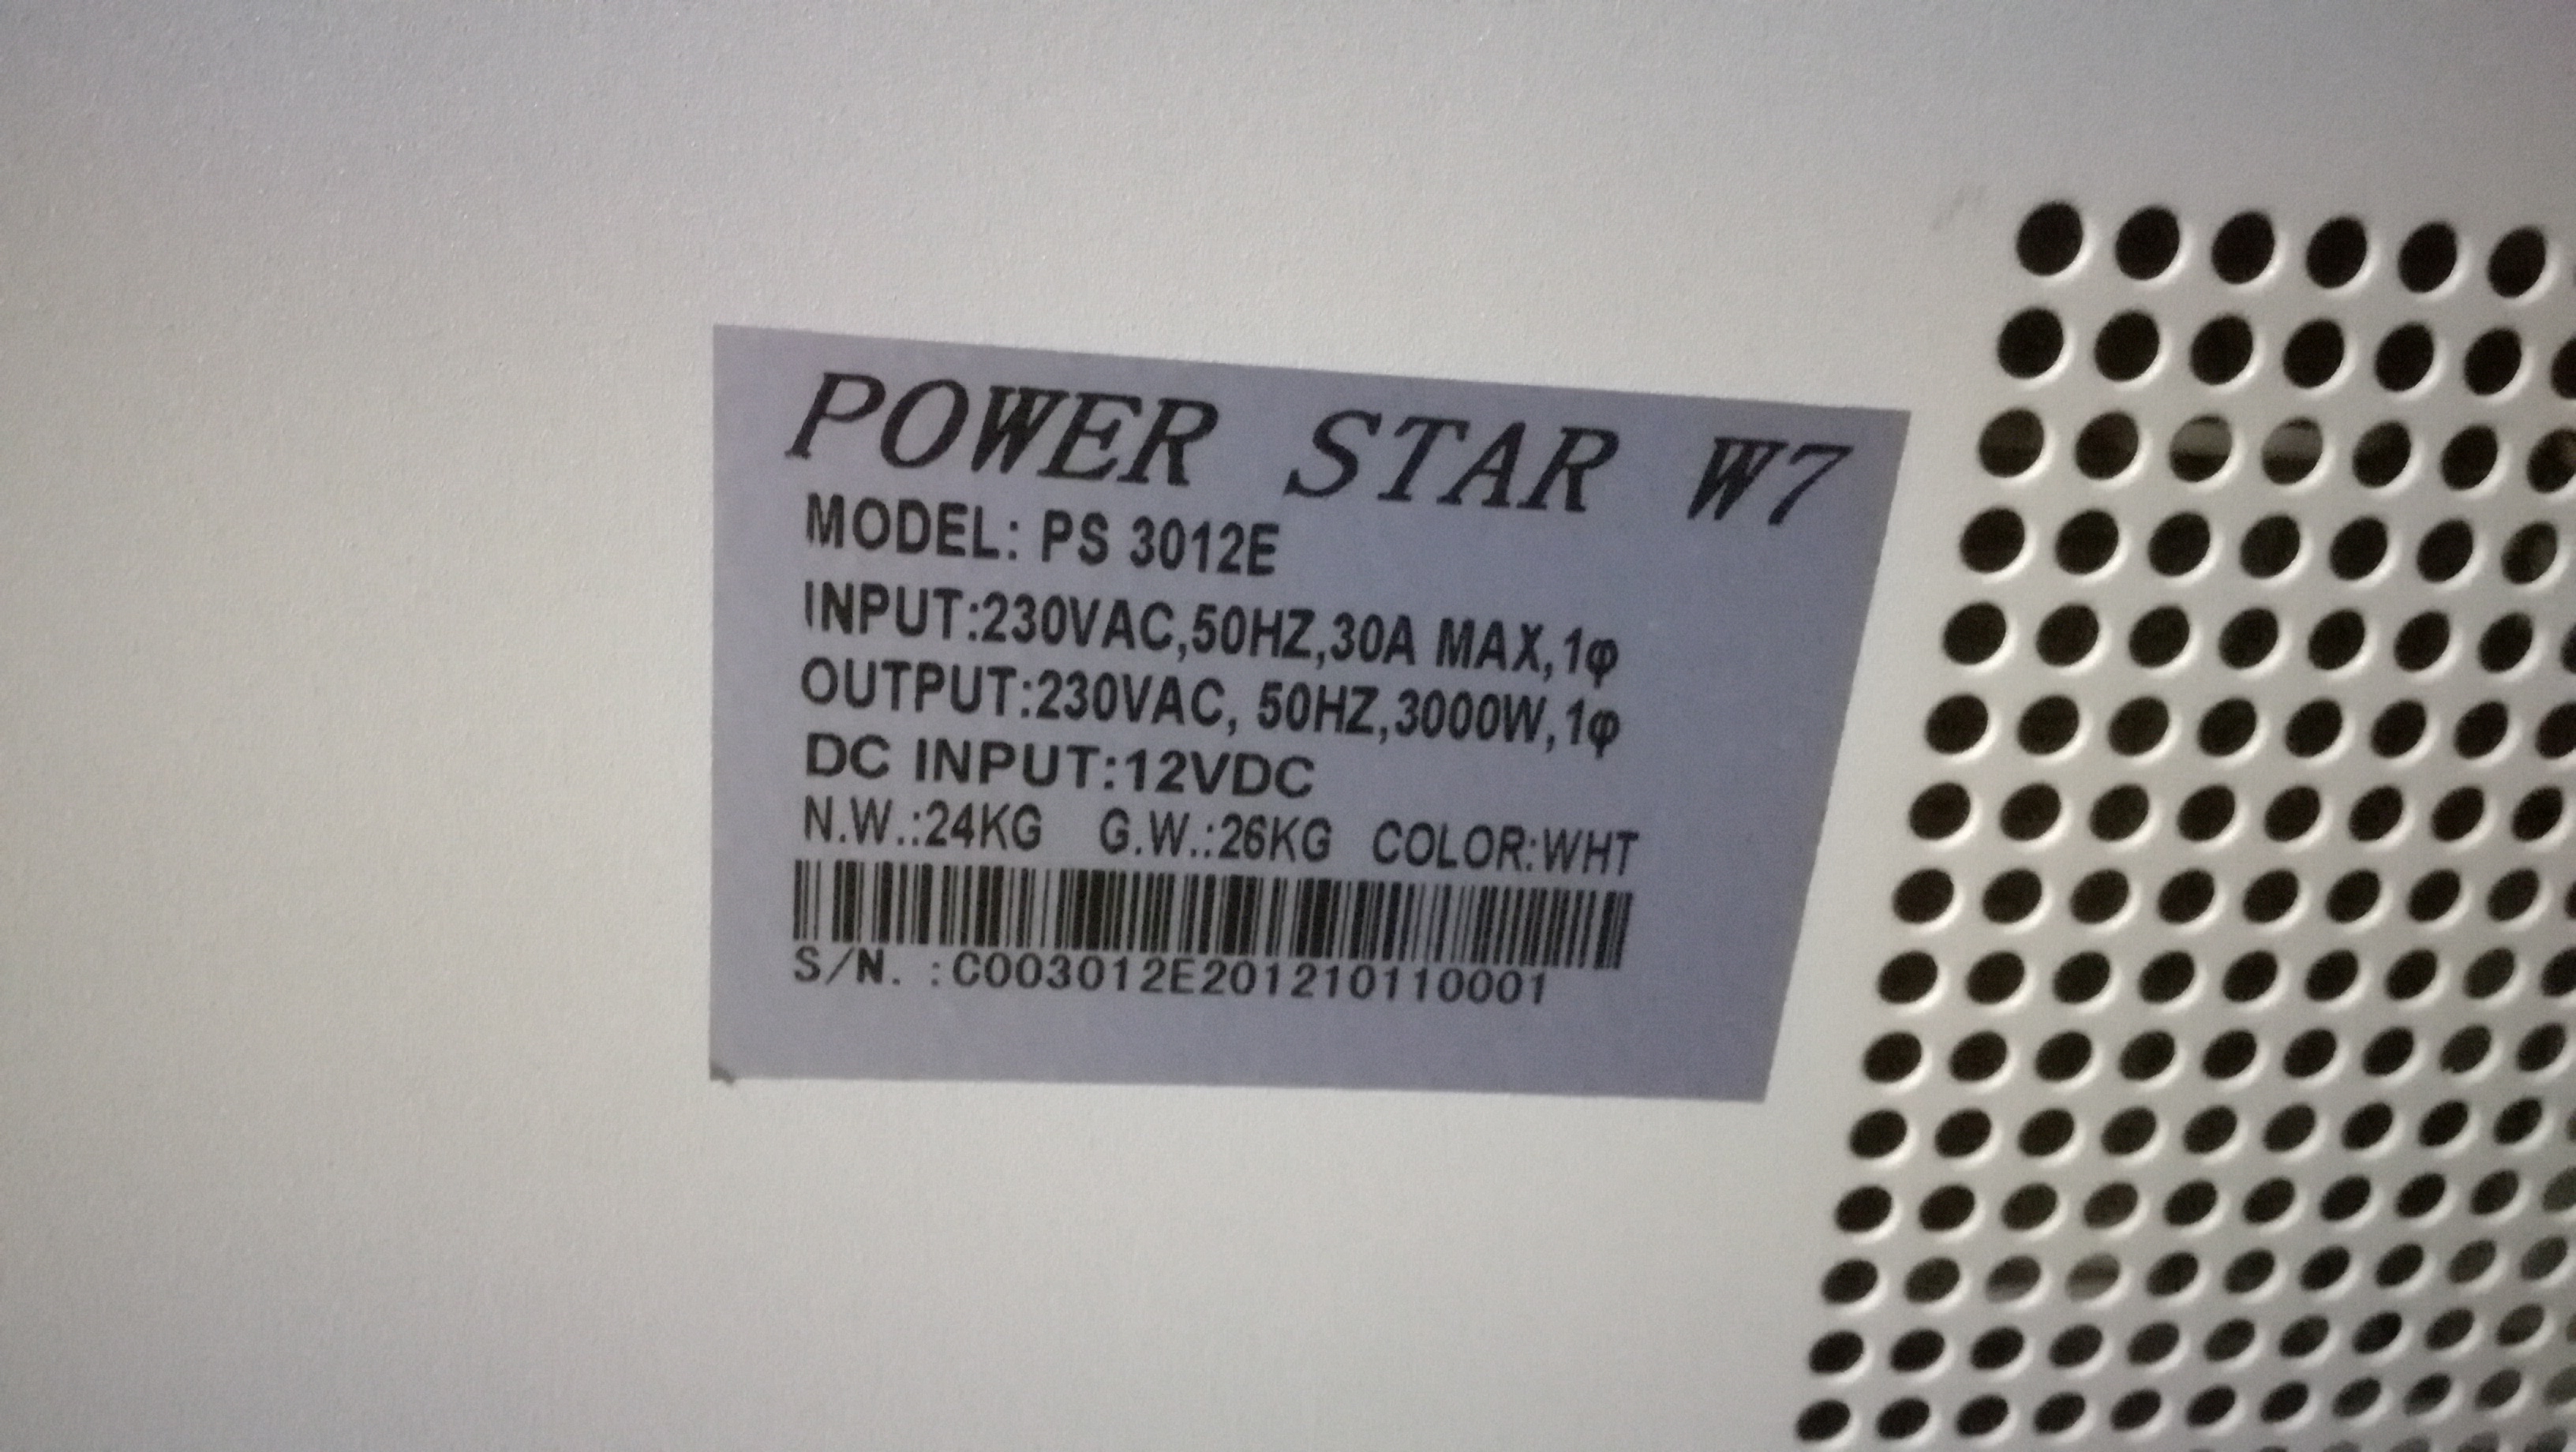 POWER STAR W7
MODEL: PS 3012E
INPUT:230VAC,50HZ,30A MAX,1φ
OUTPUT:230VAC, 50HZ,3000W,1φ
DC INPUT:12VDC
N.W.:24KG G.W.:26KG COLOR:WHT
S/N. :C003012E201210110001